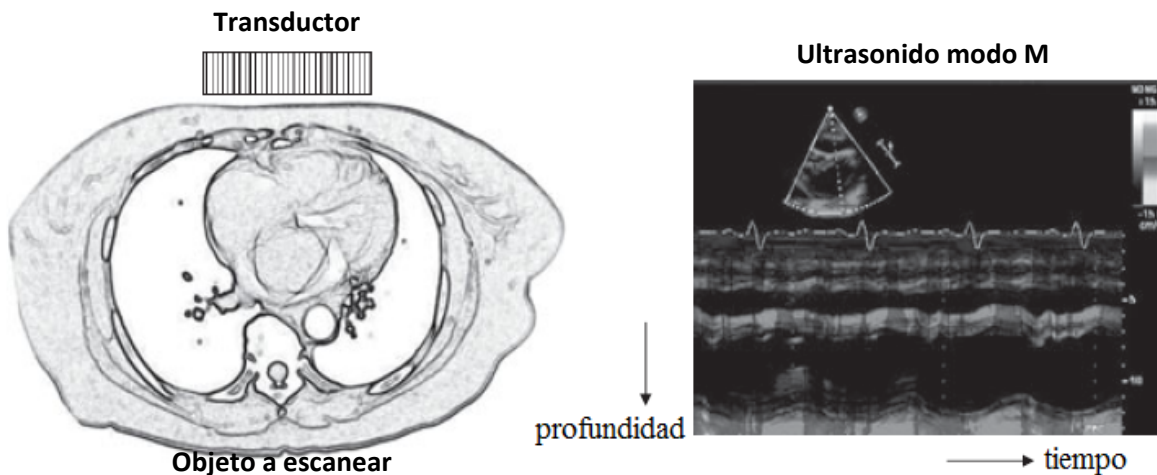 Transductor
Ultrasonido modo M
profundidad
Objeto a escanear
tiempo